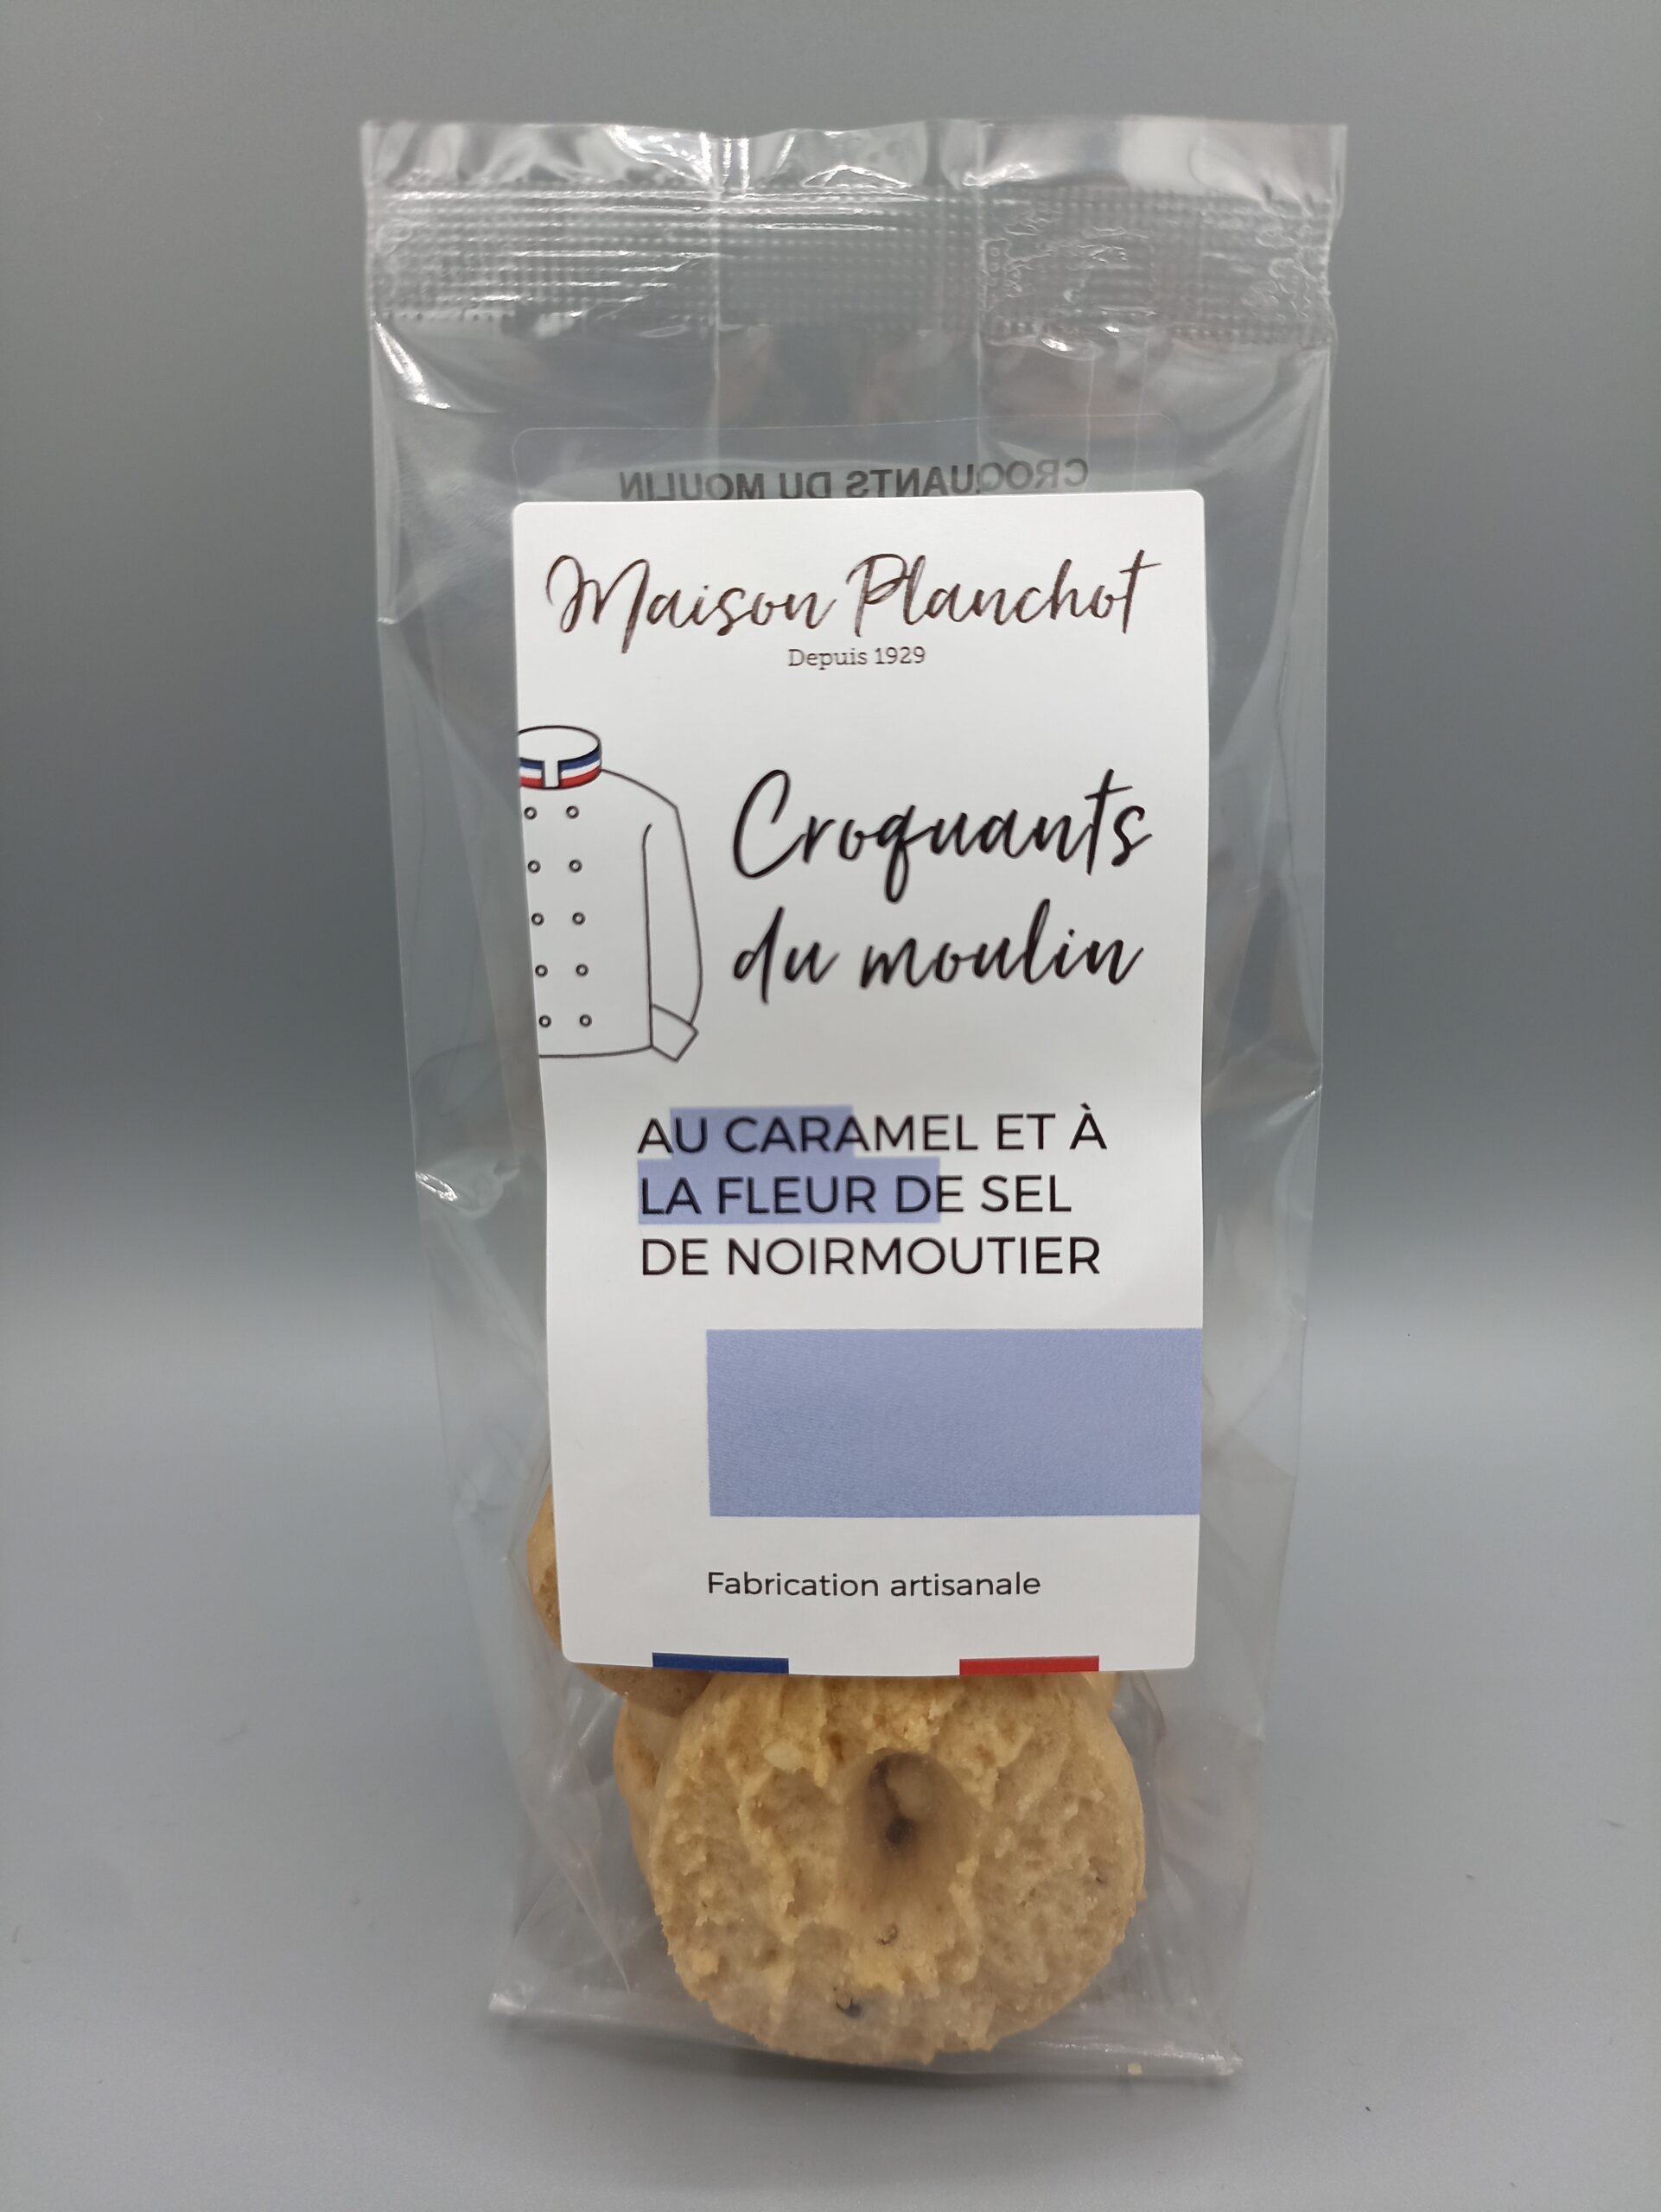 CROQUANTS DU MOULIN
Maison Planchot
Depuis 1929
Croquants
du moulin
AU CARAMEL ET À
LA FLEUR DE SEL
DE NOIRMOUTIER
Fabrication artisanale